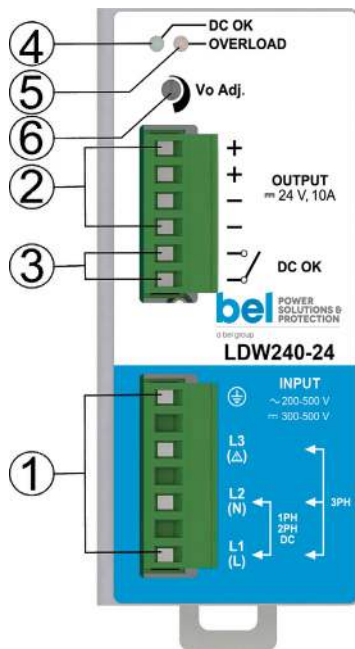 DC OK
④
OVERLOAD
⑤
⑥
Vo Adj.
②
+
+
−
−
OUTPUT
⎓ 24 V, 10A
③
DC OK
bel POWER SOLUTIONS & PROTECTION
a bel group
LDW240-24
INPUT
∼200-500 V
⎓ 300-500 V
①
L3
(⚠)
L2
(N)
L1
(L)
1PH
2PH
DC
3PH